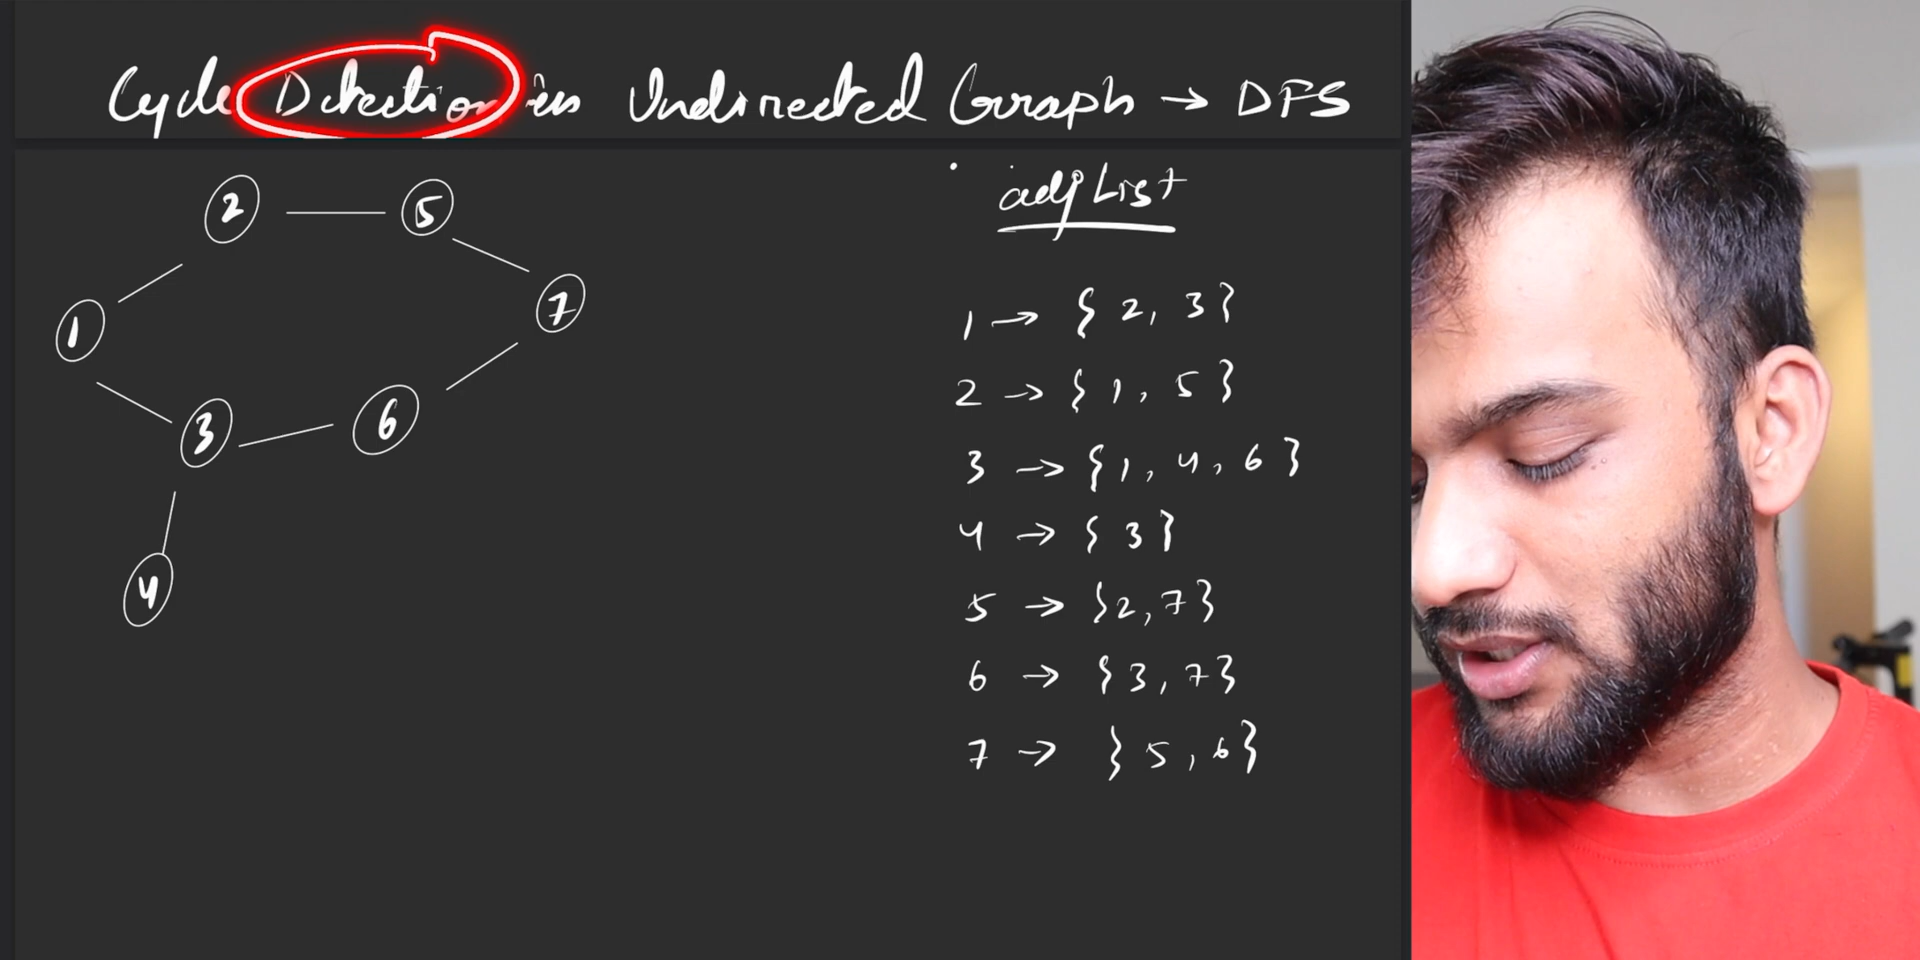 Cycle Detection in Undirected Graph → DFS
2
5
7
1
3
6
4
adj List
1 → { 2, 3 }
2 → { 1, 5 }
3 → { 1, 4, 6 }
4 → { 3 }
5 → { 2, 7 }
6 → { 3, 7 }
7 → { 5, 6 }